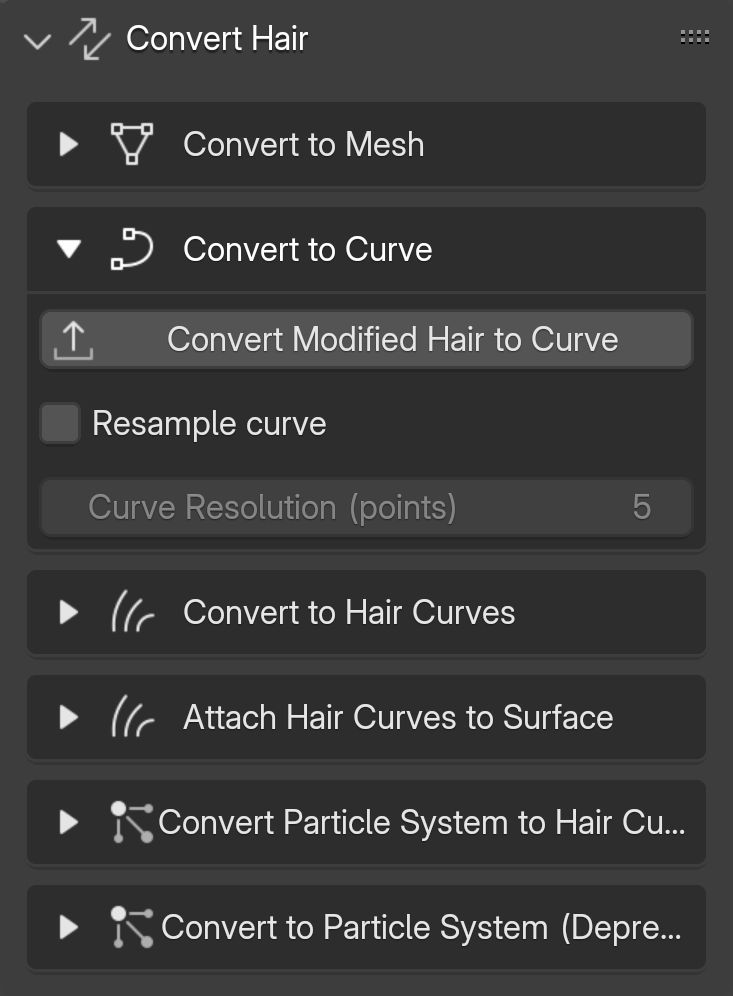 Convert Hair
Convert to Mesh
Convert to Curve
Convert Modified Hair to Curve
Resample curve
Curve Resolution (points) 5
Convert to Hair Curves
Attach Hair Curves to Surface
Convert Particle System to Hair Cu...
Convert to Particle System (Depre...